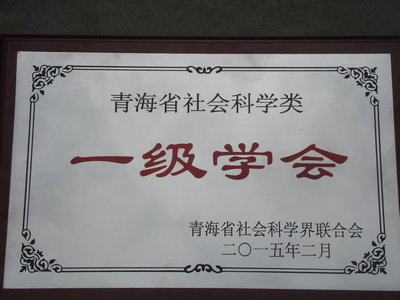 青海省社会科学类
一级学会
青海省社会科学界联合会
二〇一五年二月